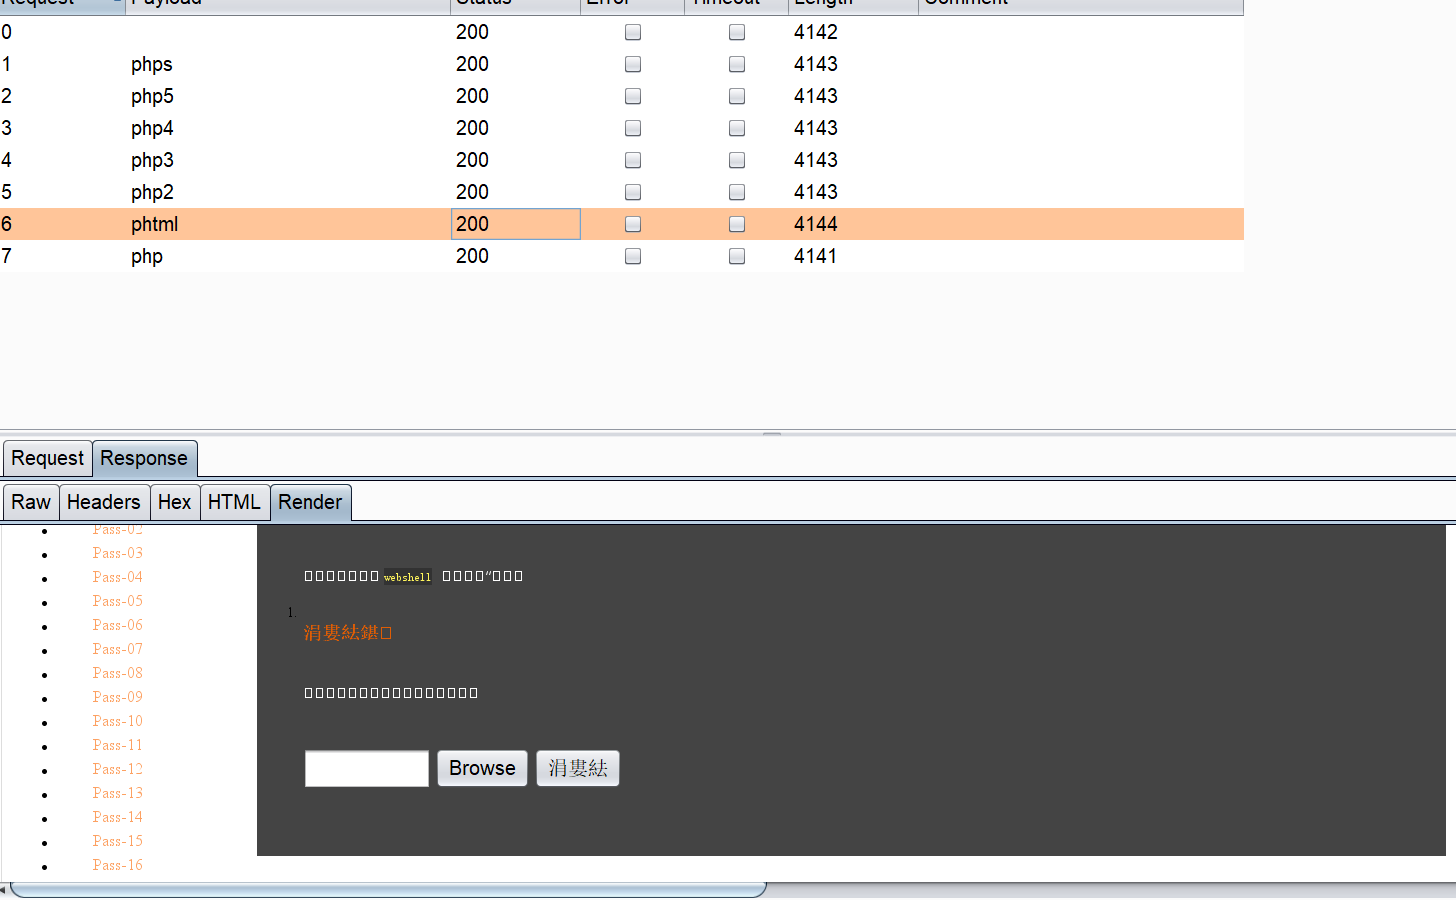 Request Payload Status Error Timeout Length Comment
0 200 4142
1 phps 200 4143
2 php5 200 4143
3 php4 200 4143
4 php3 200 4143
5 php2 200 4143
6 phtml 200 4144
7 php 200 4141
Request Response
Raw Headers Hex HTML Render
Pass-02
Pass-03
Pass-04
Pass-05
Pass-06
Pass-07
Pass-08
Pass-09
Pass-10
Pass-11
Pass-12
Pass-13
Pass-14
Pass-15
Pass-16
□□□□□□□ webshell □□□□“□□□
1.
涓婁紶鍖□
□□□□□□□□□□□□□□□□
Browse 涓婁紶